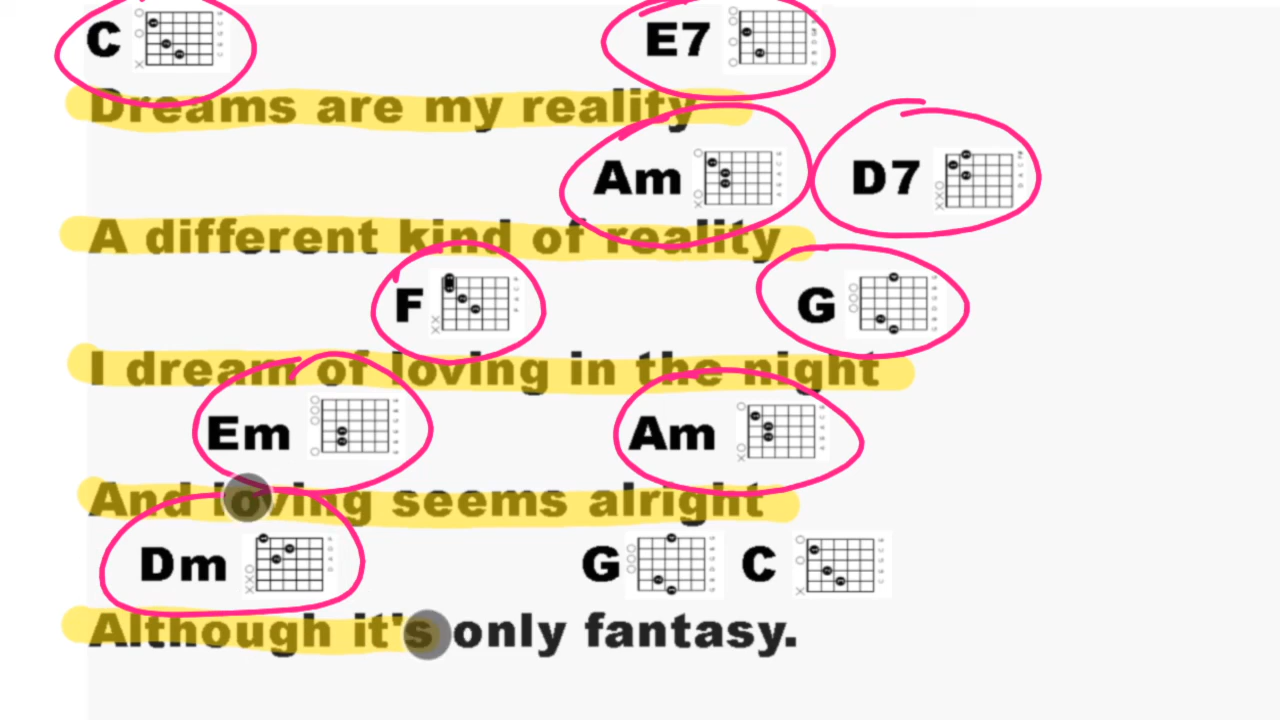 C E7
Dreams are my reality
Am D7
A different kind of reality
F G
I dream of loving in the night
Em Am
And loving seems alright
Dm G C
Although it's only fantasy.